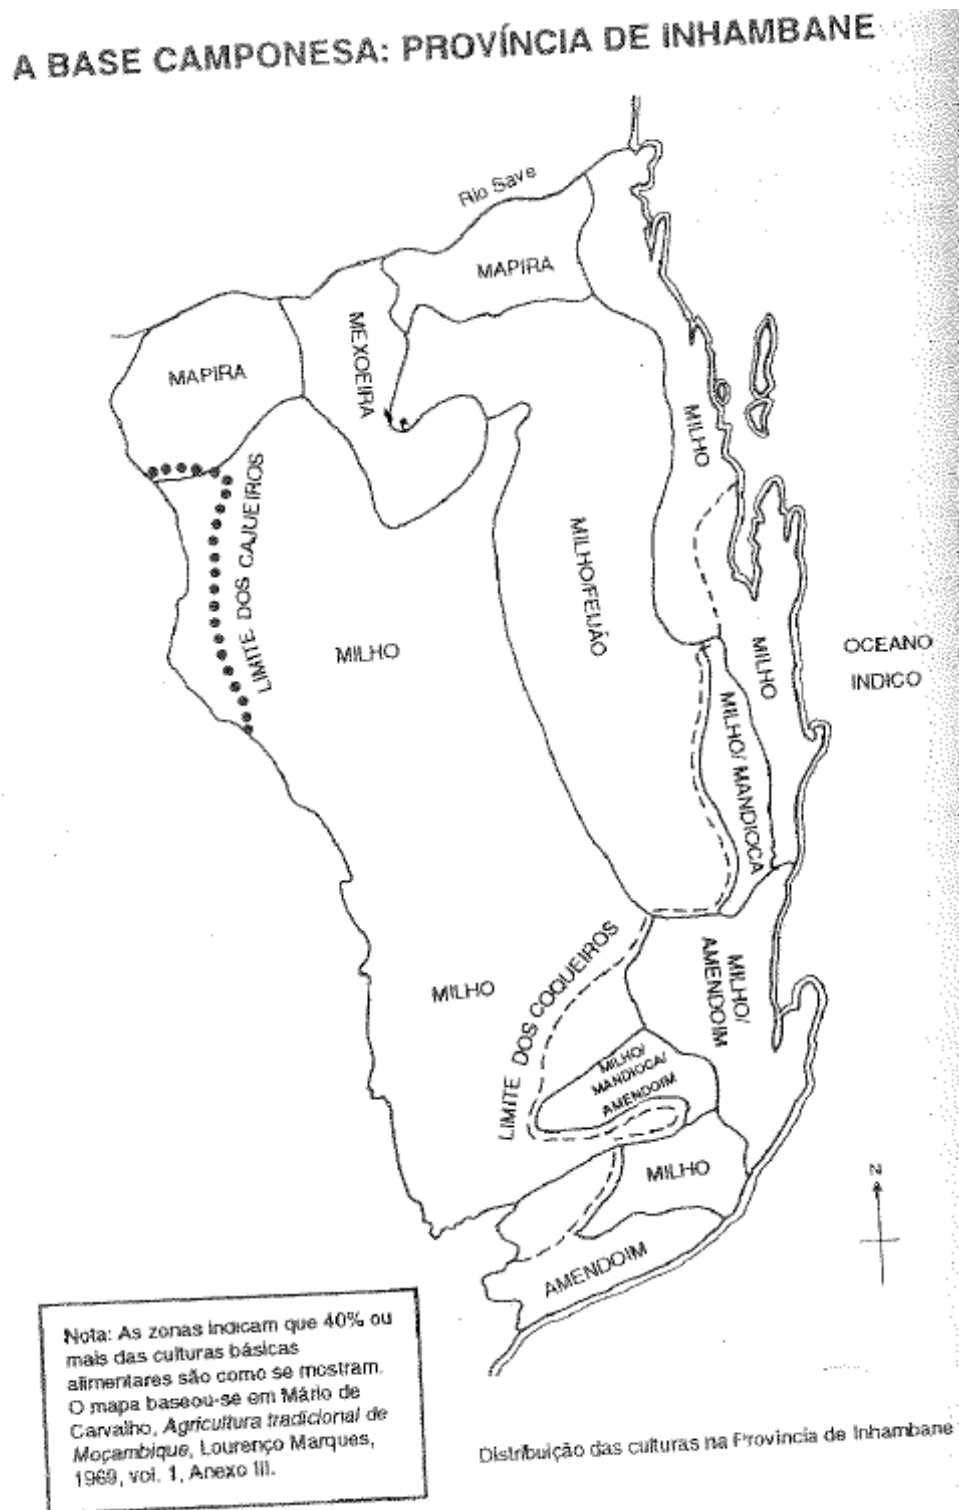 A BASE CAMPONESA: PROVÍNCIA DE INHAMBANE
Rio Save
MAPIRA
MAPIRA
MEXOEIRA
MILHO
LIMITE DOS CAJUEIROS
MILHO/FEIJÃO
MILHO
MILHO
OCEANO
INDICO
MILHO/ MANDIOCA
MILHO
LIMITE DOS COQUEIROS
MILHO/
AMENDOIM
MILHO/
MANDIOCA/
AMENDOIM
MILHO
N
AMENDOIM
Nota: As zonas indicam que 40% ou
mais das culturas básicas
alimentares são como se mostram.
O mapa baseou-se em Mário de
Carvalho, Agricultura tradicional de
Moçambique, Lourenço Marques,
1969, vol. 1, Anexo III.
Distribuição das culturas na Província de Inhambane